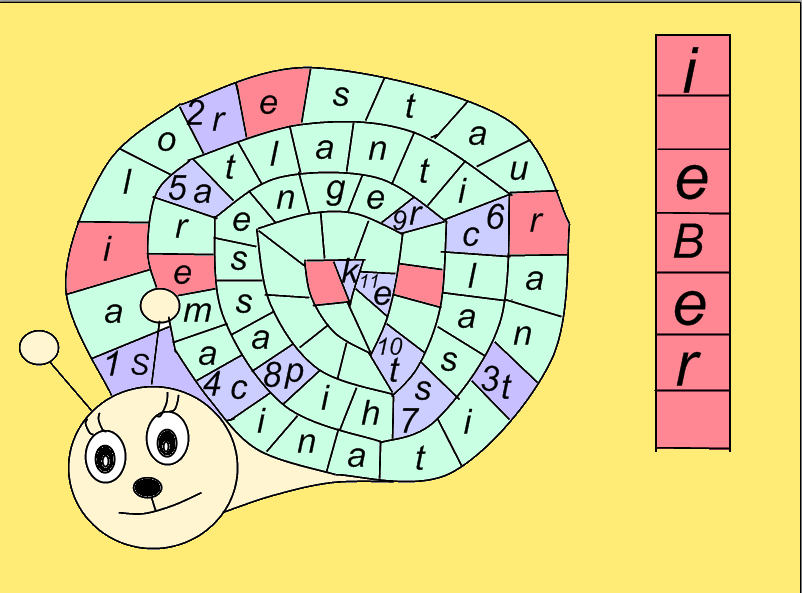 1 S a i l o
2 r e s t a u r a n
3 t i t a n i
4 c a m e r
5 a t l a n t i
6 c l a s
7 s h i
8 p a s s e n g e
9 r
10 t
11 e
k
i
e
B
e
r